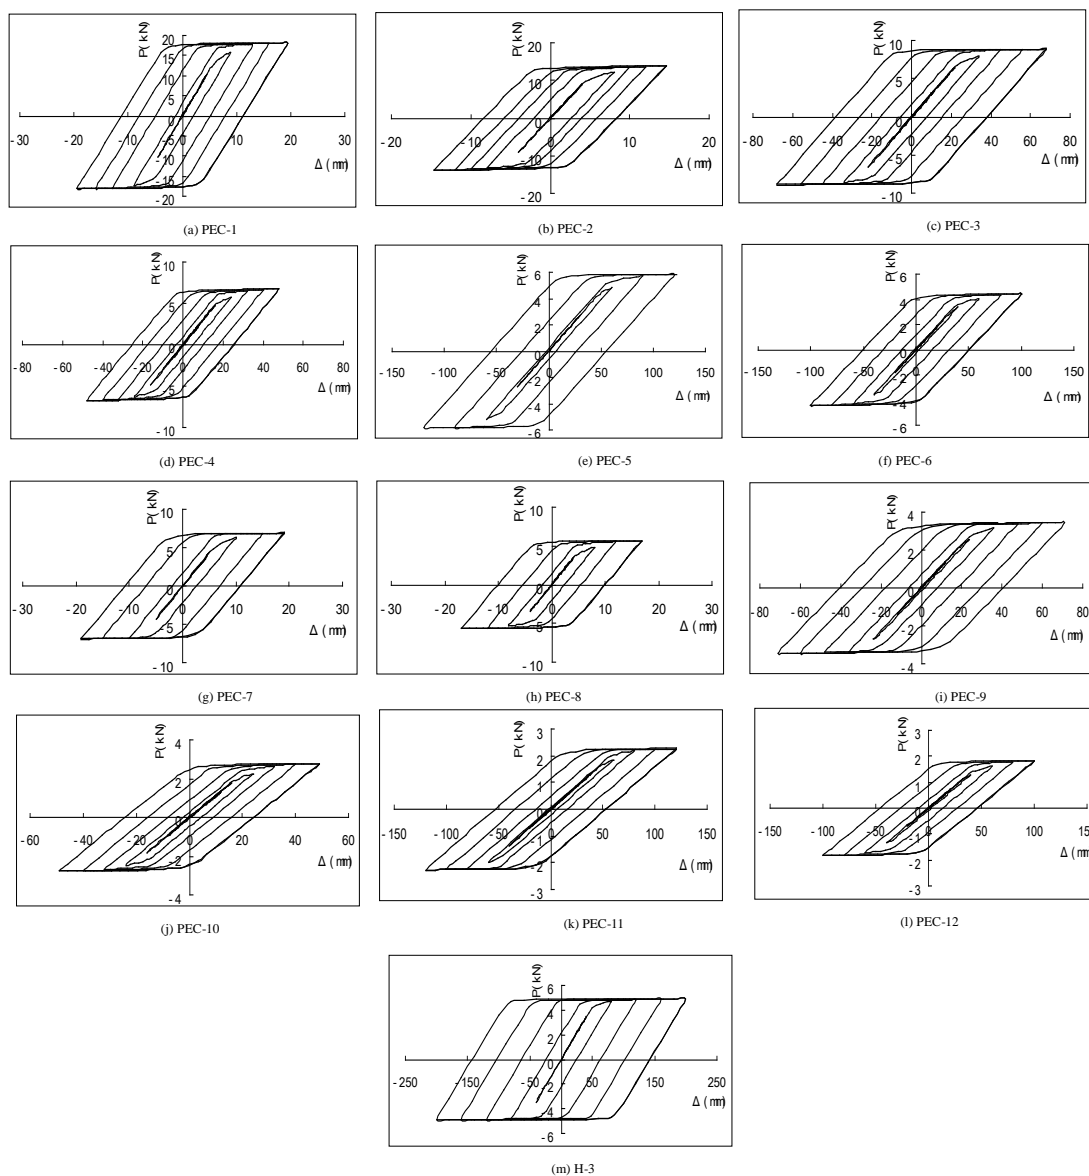 P(kN)
20
15
10
5
0
-30 -20 -10 0 10 20 30
-5
-10
-15
-20
Δ(mm)
(a) PEC-1
P(kN)
20
10
0
-20 -10 0 10 20
-10
-20
Δ(mm)
(b) PEC-2
P(kN)
10
5
0
-80 -60 -40 -20 0 20 40 60 80
-5
-10
Δ(mm)
(c) PEC-3
P(kN)
10
5
0
-80 -60 -40 -20 0 20 40 60 80
-5
-10
Δ(mm)
(d) PEC-4
P(kN)
6
4
2
0
-150 -100 -50 0 50 100 150
-2
-4
-6
Δ(mm)
(e) PEC-5
P(kN)
6
4
2
0
-150 -100 -50 0 50 100 150
-2
-4
-6
Δ(mm)
(f) PEC-6
P(kN)
10
5
0
-30 -20 -10 0 10 20 30
-5
-10
Δ(mm)
(g) PEC-7
P(kN)
10
5
0
-30 -20 -10 0 10 20 30
-5
-10
Δ(mm)
(h) PEC-8
P(kN)
4
2
0
-80 -60 -40 -20 0 20 40 60 80
-2
-4
Δ(mm)
(i) PEC-9
P(kN)
4
2
0
-60 -40 -20 0 20 40 60
-2
-4
Δ(mm)
(j) PEC-10
P(kN)
3
2
1
0
-150 -100 -50 0 50 100 150
-1
-2
-3
Δ(mm)
(k) PEC-11
P(kN)
3
2
1
0
-150 -100 -50 0 50 100 150
-1
-2
-3
Δ(mm)
(l) PEC-12
P(kN)
6
4
2
0
-250 -150 -50 50 150 250
-2
-4
-6
Δ(mm)
(m) H-3